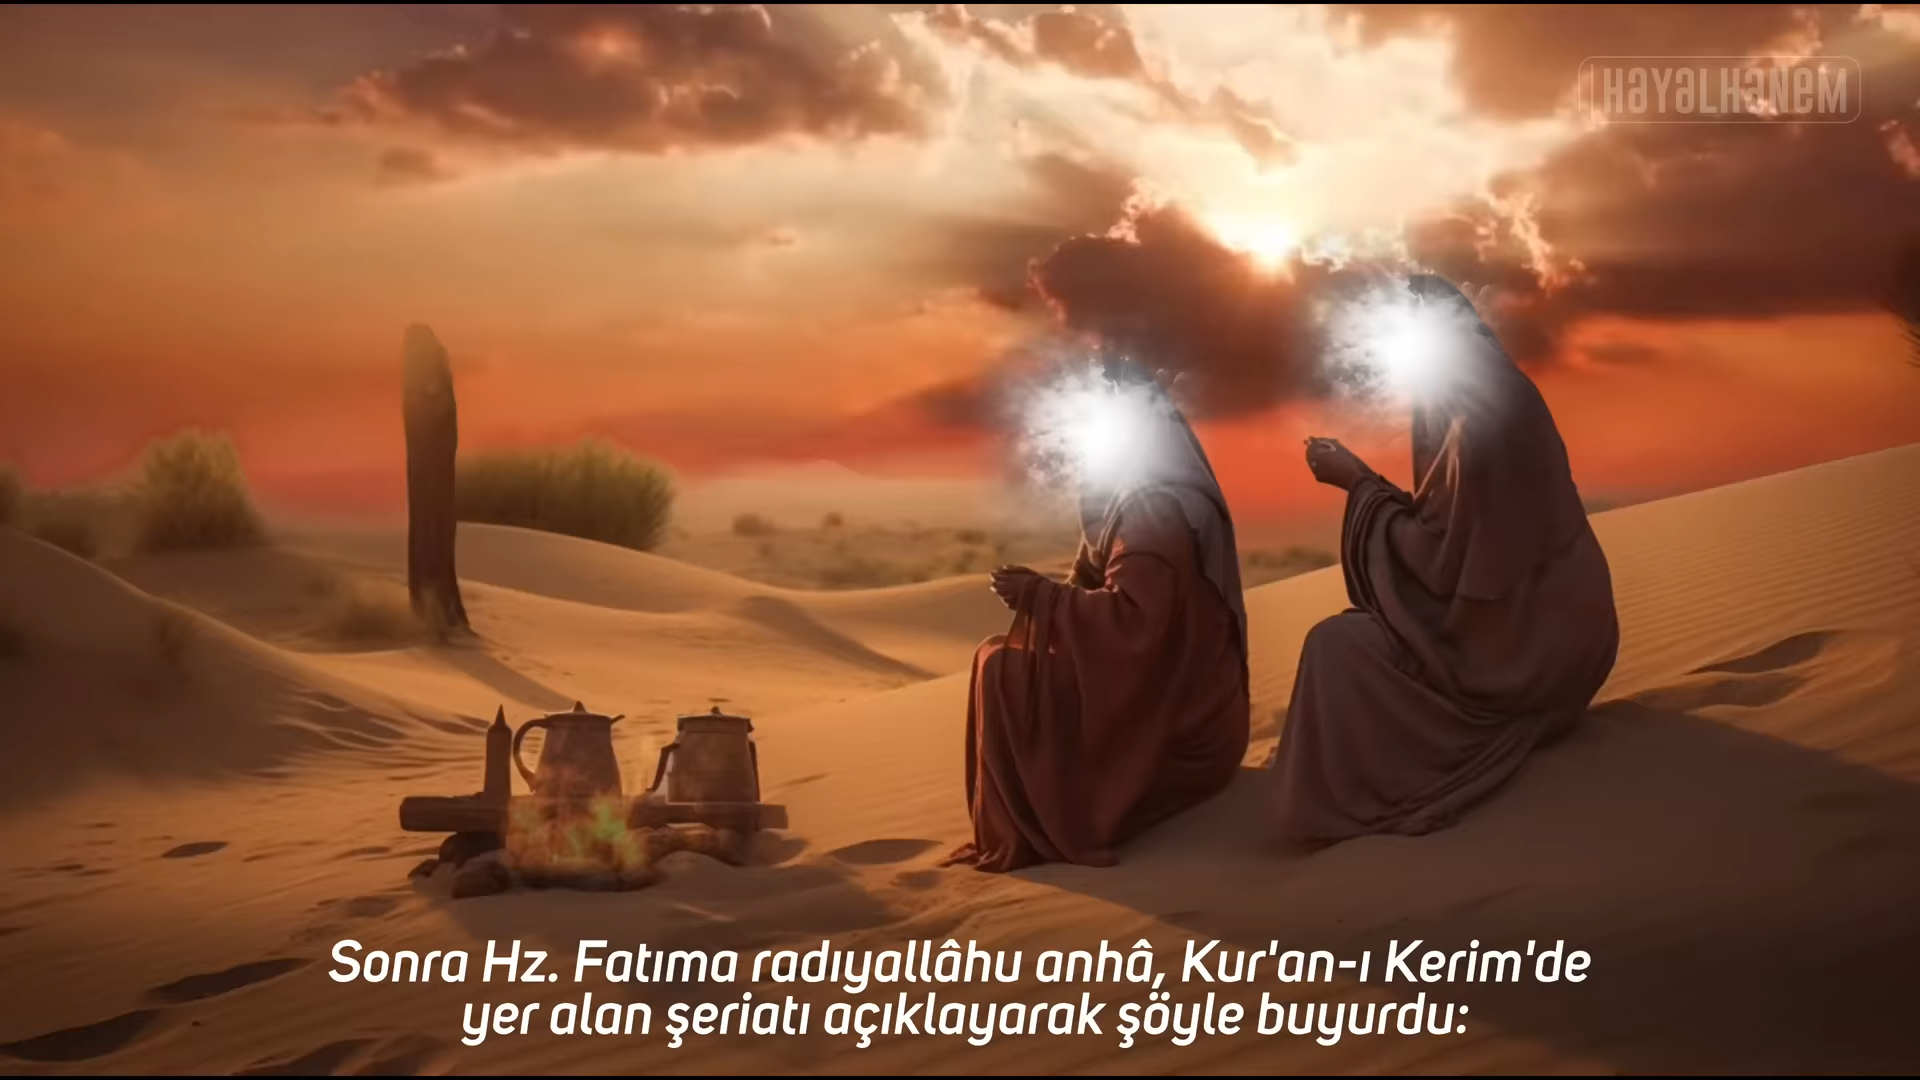 HAYALHANEM
Sonra Hz. Fatıma radıyallâhu anhâ, Kur'an-ı Kerim'de
yer alan şeriatı açıklayarak şöyle buyurdu: